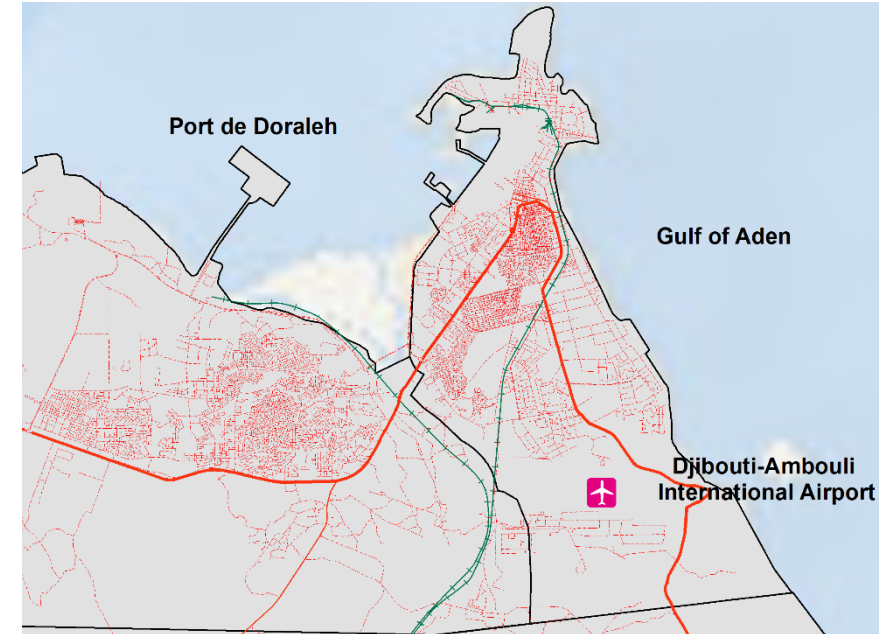 Port de Doraleh
Gulf of Aden
Djibouti-Ambouli
International Airport